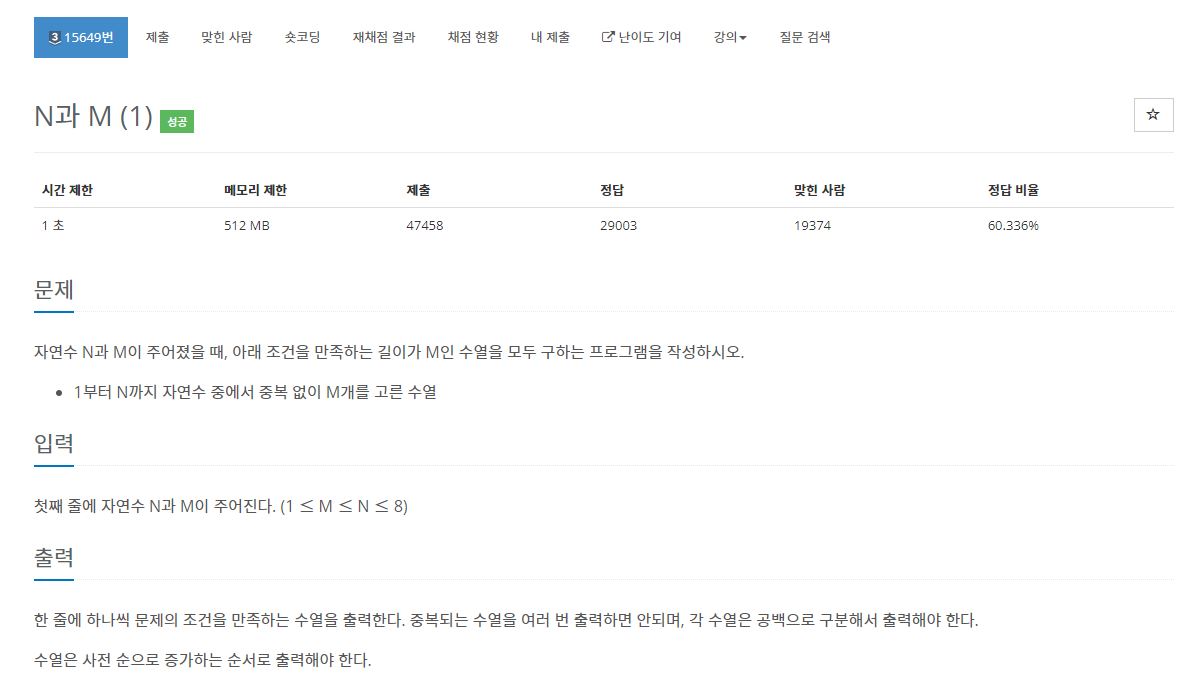 3 15649번 제출 맞힌 사람 숏코딩 재채점 결과 채점 현황 내 제출 난이도 기여 강의 질문 검색
N과 M (1) 성공
시간 제한 메모리 제한 제출 정답 맞힌 사람 정답 비율
1 초 512 MB 47458 29003 19374 60.336%
문제
자연수 N과 M이 주어졌을 때, 아래 조건을 만족하는 길이가 M인 수열을 모두 구하는 프로그램을 작성하시오.
• 1부터 N까지 자연수 중에서 중복 없이 M개를 고른 수열
입력
첫째 줄에 자연수 N과 M이 주어진다. (1 ≤ M ≤ N ≤ 8)
출력
한 줄에 하나씩 문제의 조건을 만족하는 수열을 출력한다. 중복되는 수열을 여러 번 출력하면 안되며, 각 수열은 공백으로 구분해서 출력해야 한다.
수열은 사전 순으로 증가하는 순서로 출력해야 한다.